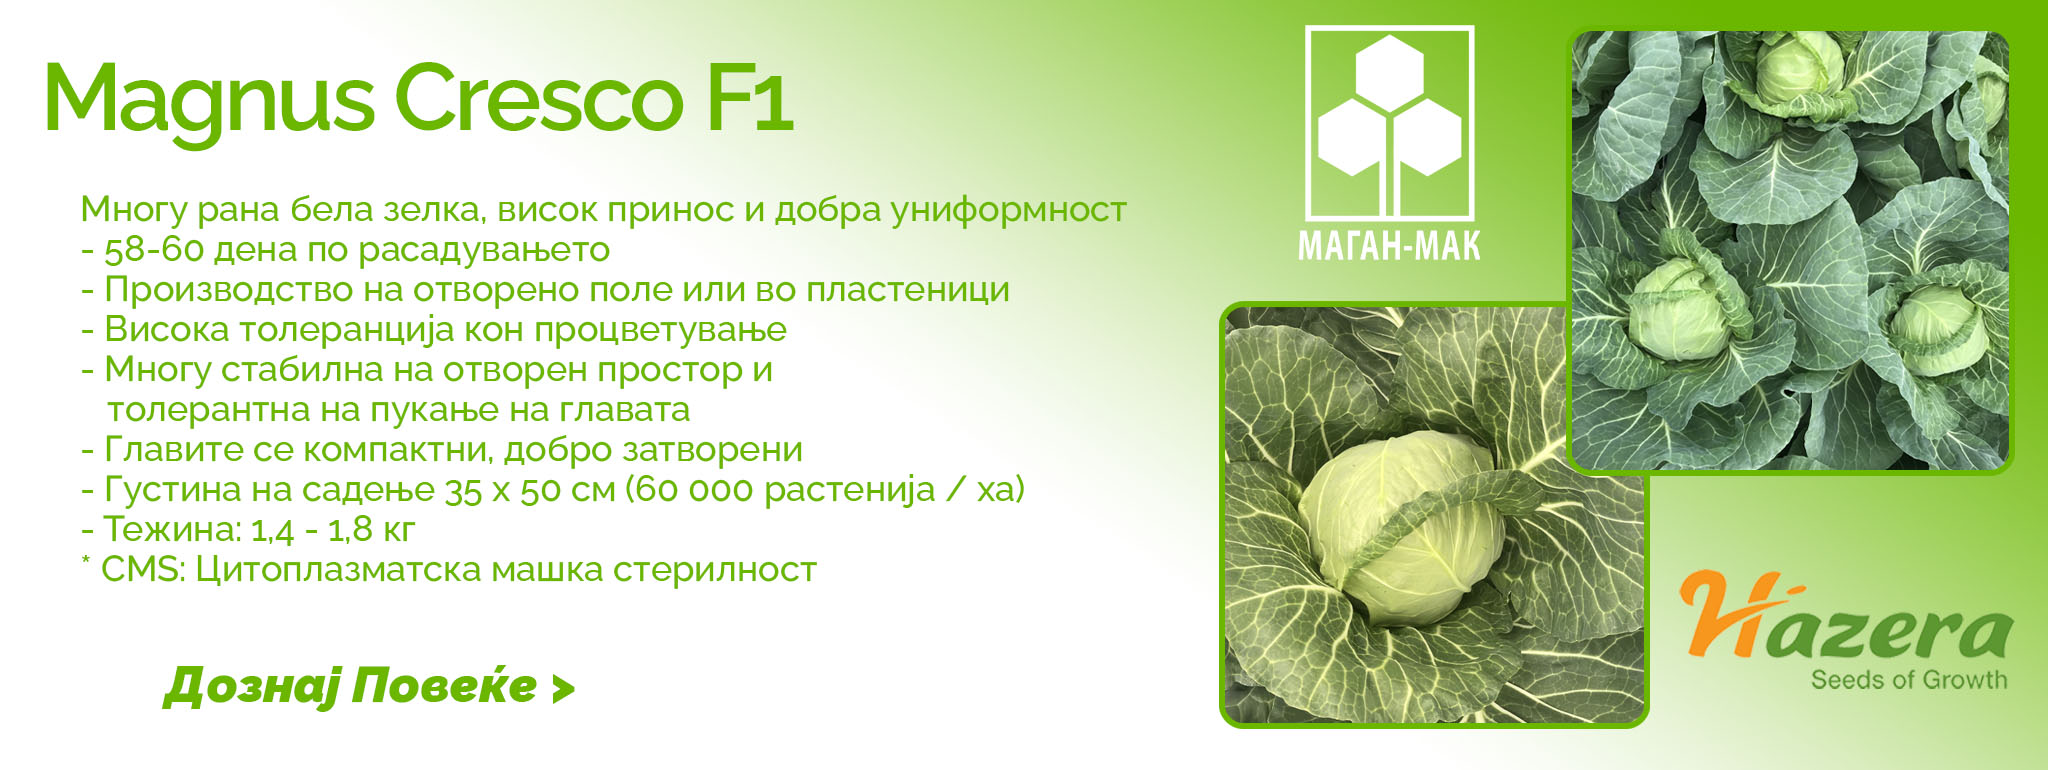 Magnus Cresco F1
Многу рана бела зелка, висок принос и добра униформност
- 58-60 дена по расадувањето
- Производство на отворено поле или во пластеници
- Висока толеранција кон процветување
- Многу стабилна на отворен простор и
толерантна на пукање на главата
- Главите се компактни, добро затворени
- Густина на садење 35 x 50 см (60 000 растенија / ха)
- Тежина: 1,4 - 1,8 кг
* CMS: Цитоплазматска машка стерилност
Дознај Повеќе >
МАГАН-МАК
Hazera
Seeds of Growth